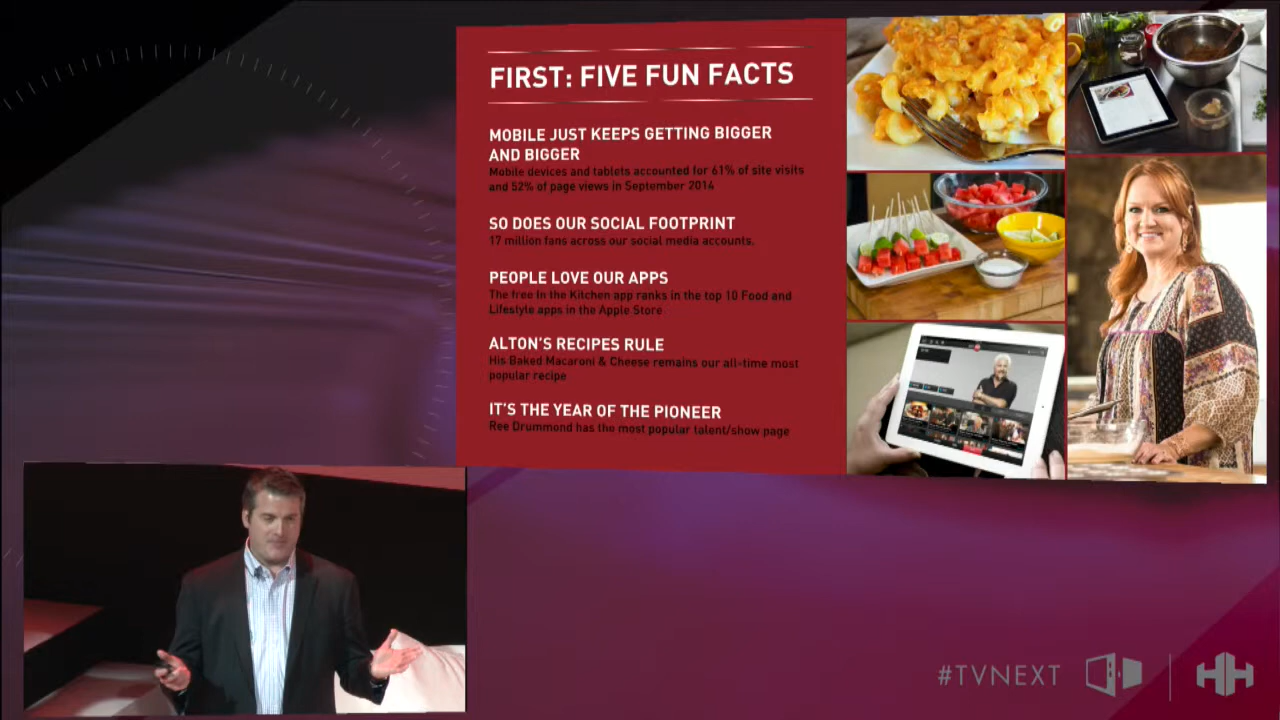 FIRST: FIVE FUN FACTS
MOBILE JUST KEEPS GETTING BIGGER
AND BIGGER
Mobile devices and tablets accounted for 61% of site visits
and 52% of page views in September 2014
SO DOES OUR SOCIAL FOOTPRINT
17 million fans across our social media accounts.
PEOPLE LOVE OUR APPS
The free In the Kitchen app ranks in the top 10 Food and
Lifestyle apps in the Apple Store
ALTON'S RECIPES RULE
His Baked Macaroni & Cheese remains our all-time most
popular recipe
IT'S THE YEAR OF THE PIONEER
Ree Drummond has the most popular talent/show page
#TVNEXT